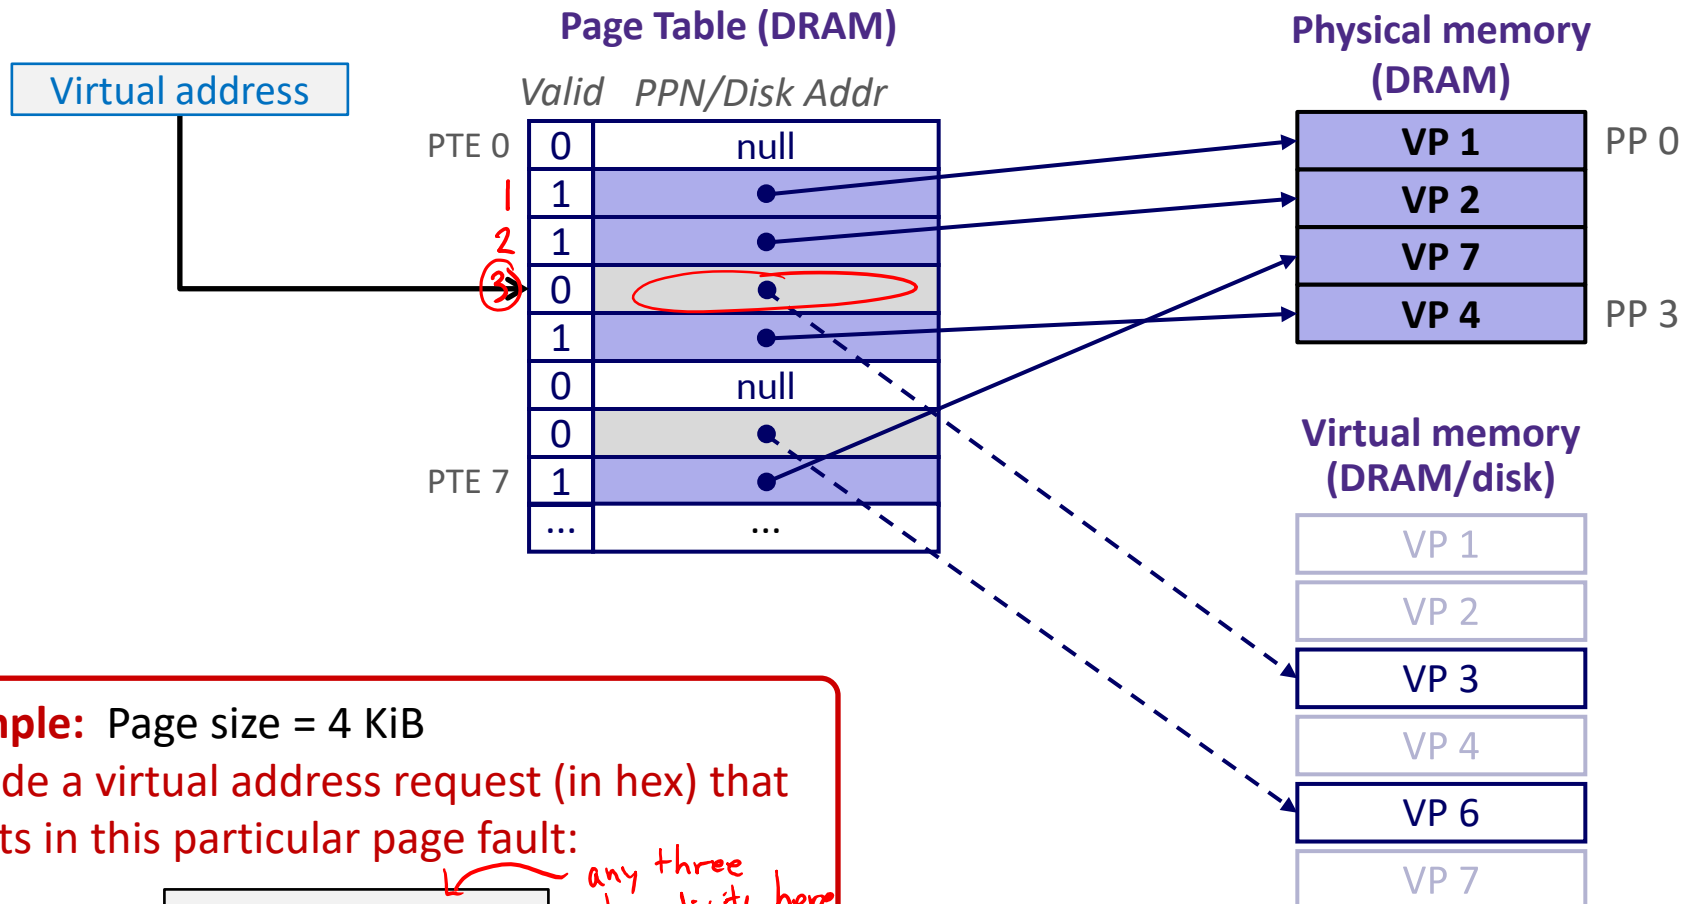 Page Table (DRAM)
Physical memory
(DRAM)
Virtual address
Valid PPN/Disk Addr
PTE 0 0 null
1 1
2 1
3 0
1
0 null
0
PTE 7 1
... ...
VP 1 PP 0
VP 2
VP 7
VP 4 PP 3
Virtual memory
(DRAM/disk)
VP 1
VP 2
VP 3
VP 4
VP 6
VP 7
nple: Page size = 4 KiB
de a virtual address request (in hex) that
ts in this particular page fault:
any three
digits here